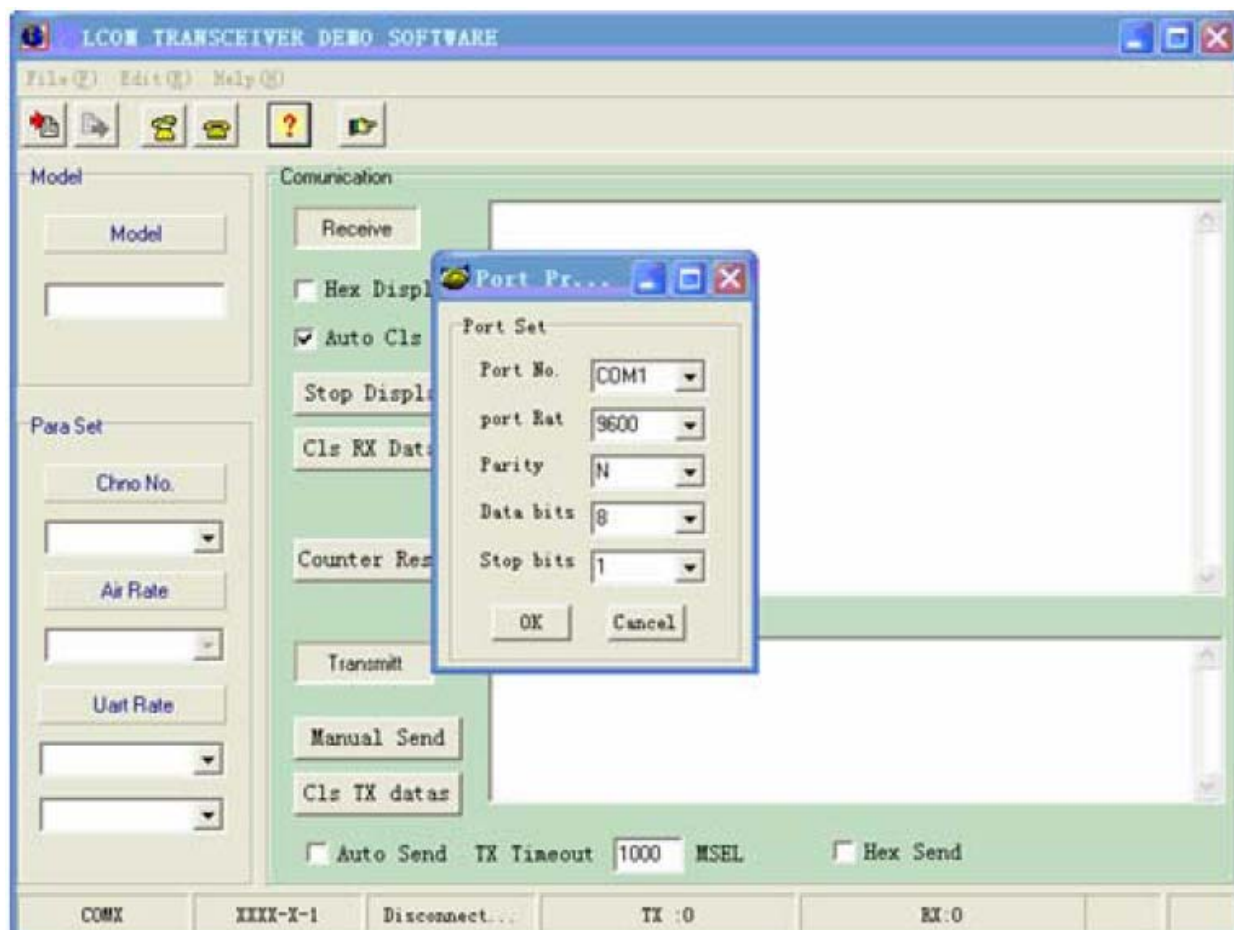 LCOM TRANSCEIVER DEMO SOFTWARE
File(F) Edit(E) Help(H)
?
Model
Model
Para Set
Chno No.
Air Rate
Uart Rate
Comunication
Receive
Hex Displ
Auto Cls
Stop Displ
Cls RX Dat
Counter Res
Transmitt
Manual Send
Cls TX datas
Auto Send TX Timeout 1000 MSEL Hex Send
Port Pr...
Port Set
Port No. COM1
port Rat 9600
Parity N
Data bits 8
Stop bits 1
OK Cancel
COMX XXXX-X-1 Disconnect... TX :0 RX:0